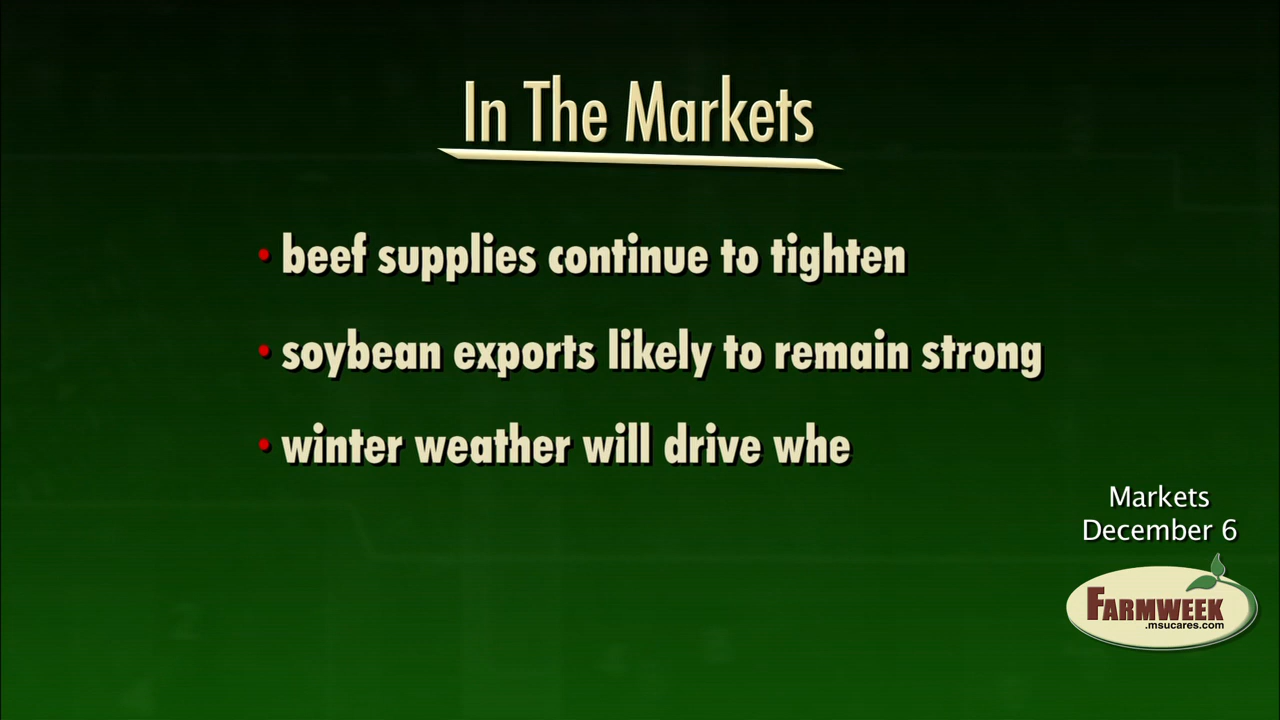 In The Markets
• beef supplies continue to tighten
• soybean exports likely to remain strong
• winter weather will drive whe
Markets
December 6
FARMWEEK
.msucares.com